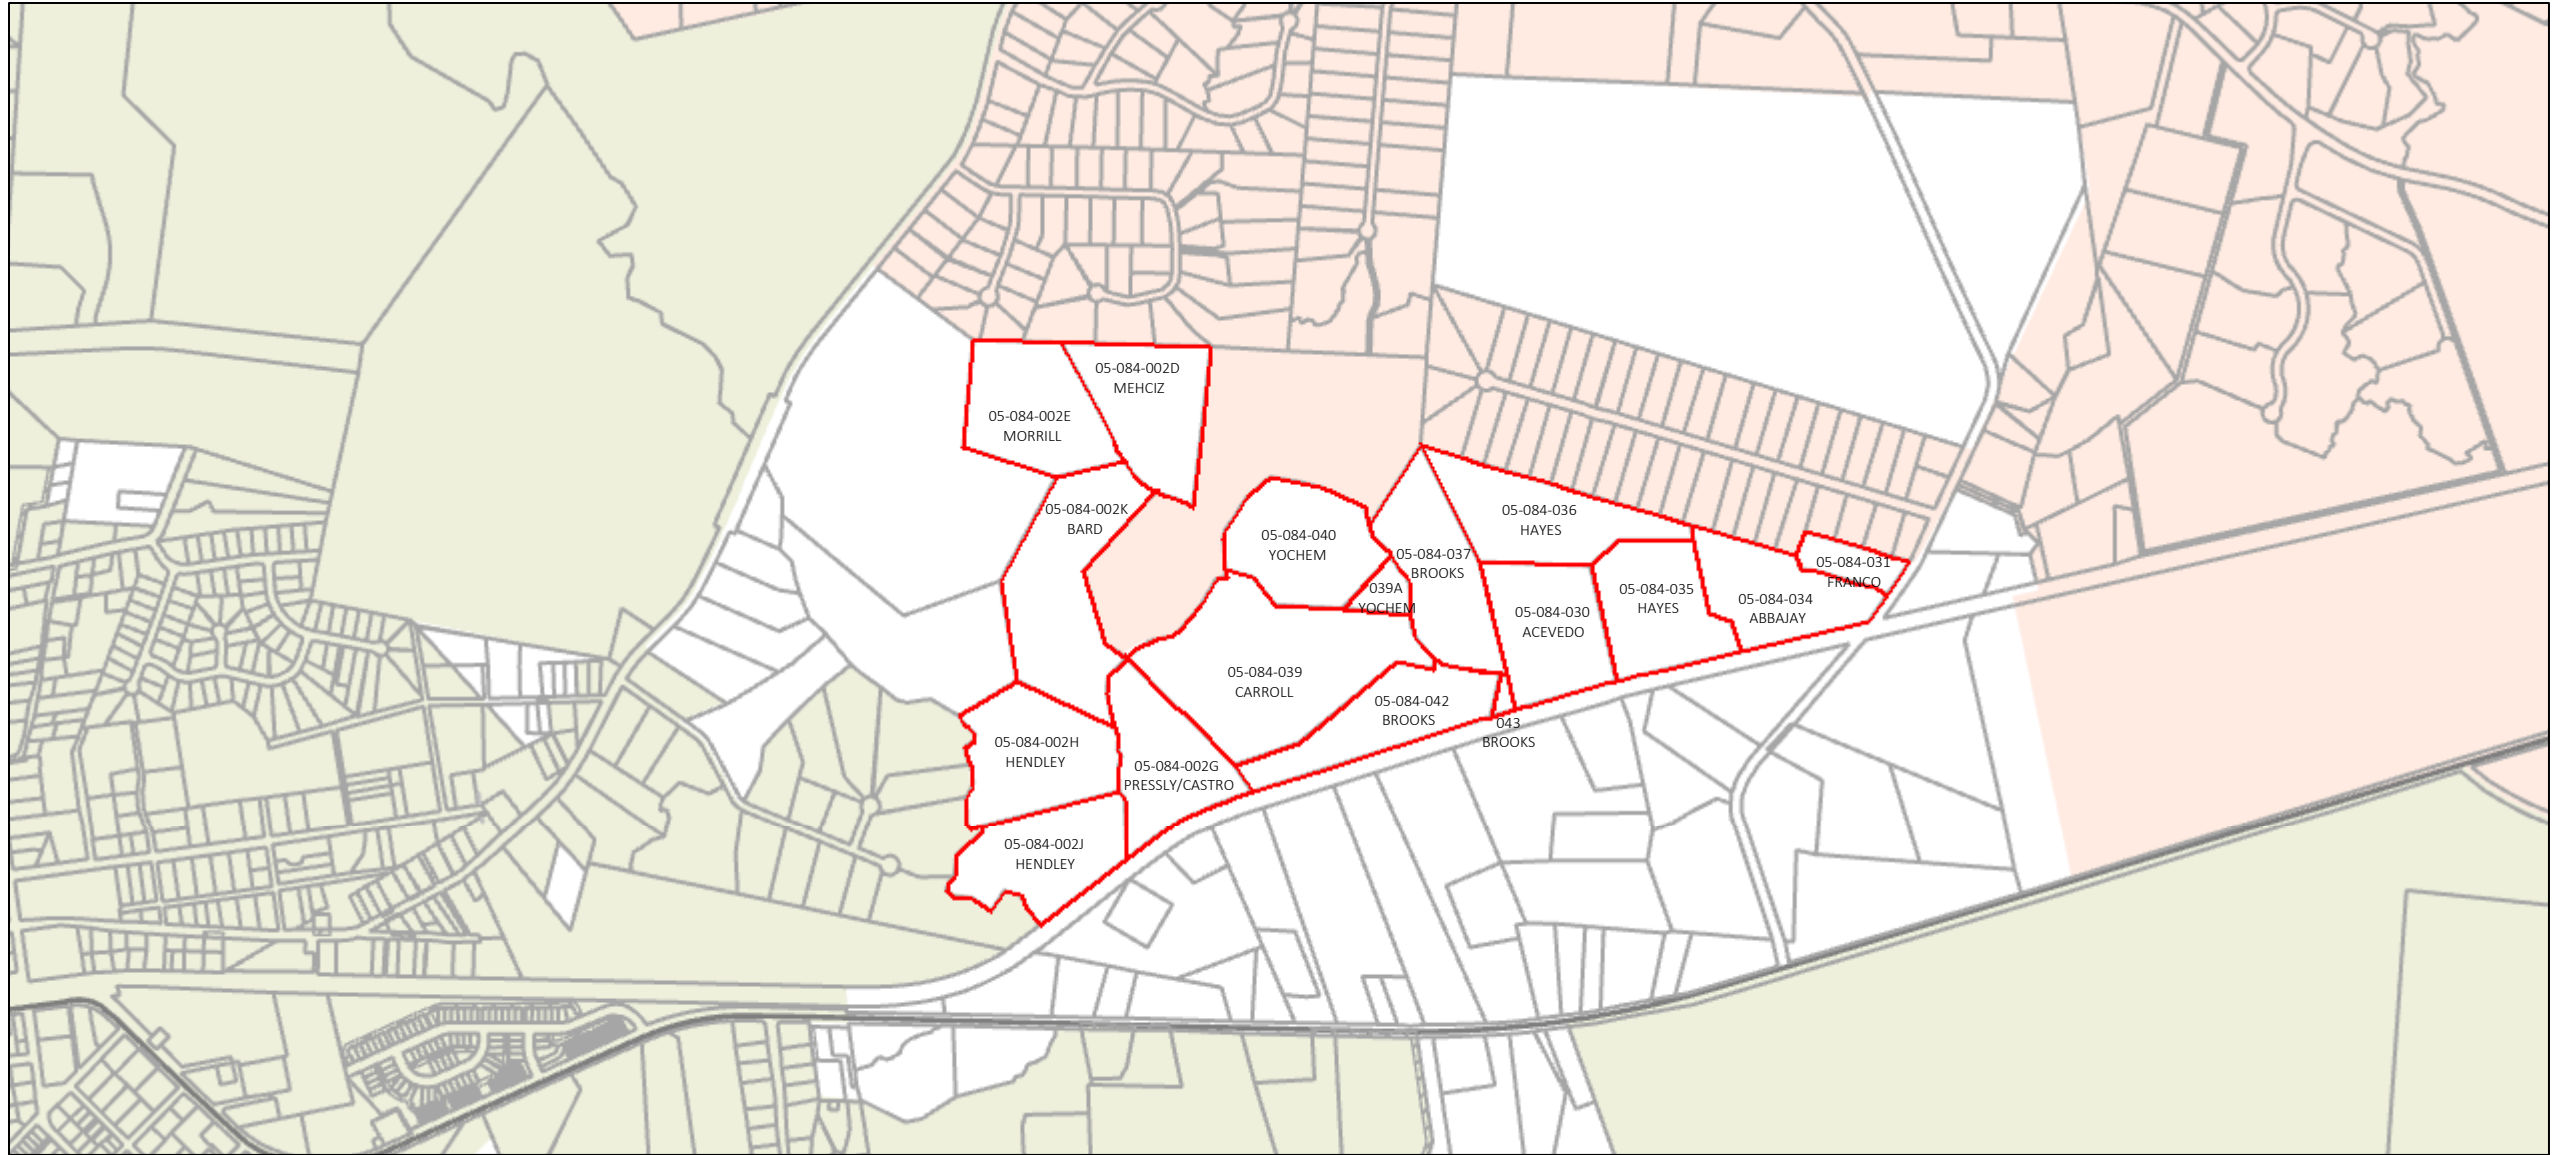 05-084-002D
MEHCIZ
05-084-002E
MORRILL
05-084-002K
BARD
05-084-040
YOCHEM
05-084-037
BROOKS
05-084-036
HAYES
05-084-031
FRANCO
039A
YOCHEM
05-084-030
ACEVEDO
05-084-035
HAYES
05-084-034
ABBAJAY
05-084-039
CARROLL
05-084-042
BROOKS
043
BROOKS
05-084-002H
HENDLEY
05-084-002G
PRESSLY/CASTRO
05-084-002J
HENDLEY